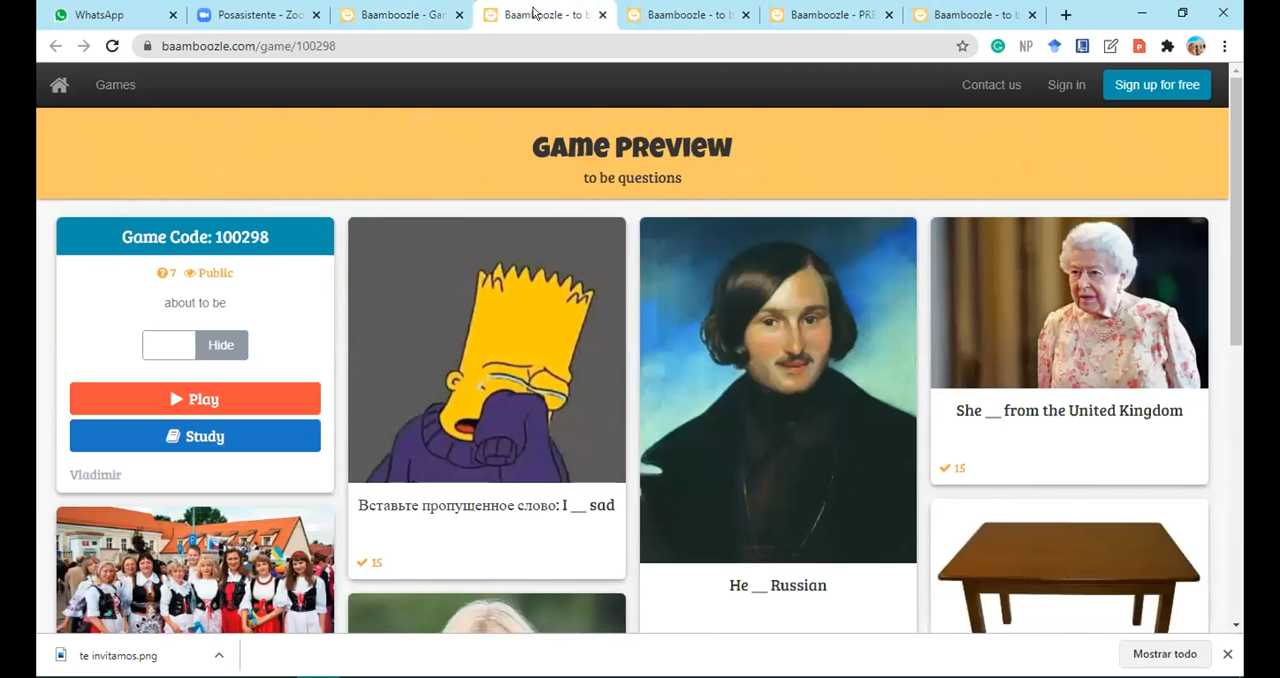 WhatsApp
Posasistente - Zoo
Baamboozle - Gar
Baamboozle - to b
Baamboozle - to b
Baamboozle - PRE
Baamboozle - to b
baamboozle.com/game/100298
NP
Games
Contact us
Sign in
Sign up for free
Game Preview
to be questions
Game Code: 100298
7 Public
about to be
Hide
Play
Study
Vladimir
Вставьте пропущенное слово: I __ sad
15
He __ Russian
She __ from the United Kingdom
15
te invitamos.png
Mostrar todo